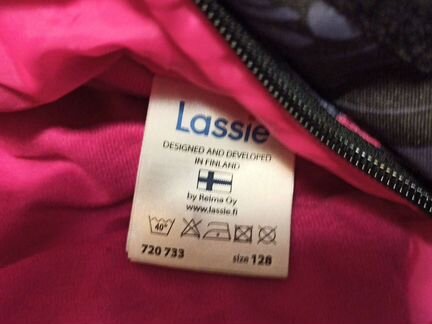 Lassie
DESIGNED AND DEVELOPED
IN FINLAND
by Reima Oy
www.lassie.fi
40°
720 733 size 128